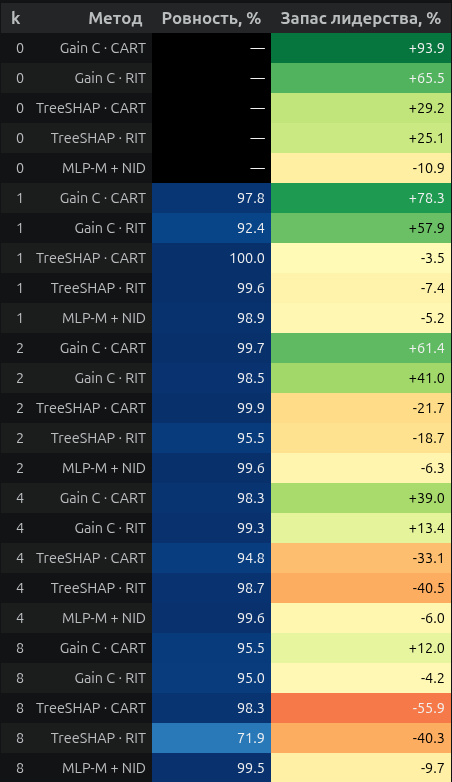 k Метод Ровность, % Запас лидерства, %
0 Gain C · CART — +93.9
0 Gain C · RIT — +65.5
0 TreeSHAP · CART — +29.2
0 TreeSHAP · RIT — +25.1
0 MLP-M + NID — -10.9
1 Gain C · CART 97.8 +78.3
1 Gain C · RIT 92.4 +57.9
1 TreeSHAP · CART 100.0 -3.5
1 TreeSHAP · RIT 99.6 -7.4
1 MLP-M + NID 98.9 -5.2
2 Gain C · CART 99.7 +61.4
2 Gain C · RIT 98.5 +41.0
2 TreeSHAP · CART 99.9 -21.7
2 TreeSHAP · RIT 95.5 -18.7
2 MLP-M + NID 99.6 -6.3
4 Gain C · CART 98.3 +39.0
4 Gain C · RIT 99.3 +13.4
4 TreeSHAP · CART 94.8 -33.1
4 TreeSHAP · RIT 98.7 -40.5
4 MLP-M + NID 99.6 -6.0
8 Gain C · CART 95.5 +12.0
8 Gain C · RIT 95.0 -4.2
8 TreeSHAP · CART 98.3 -55.9
8 TreeSHAP · RIT 71.9 -40.3
8 MLP-M + NID 99.5 -9.7